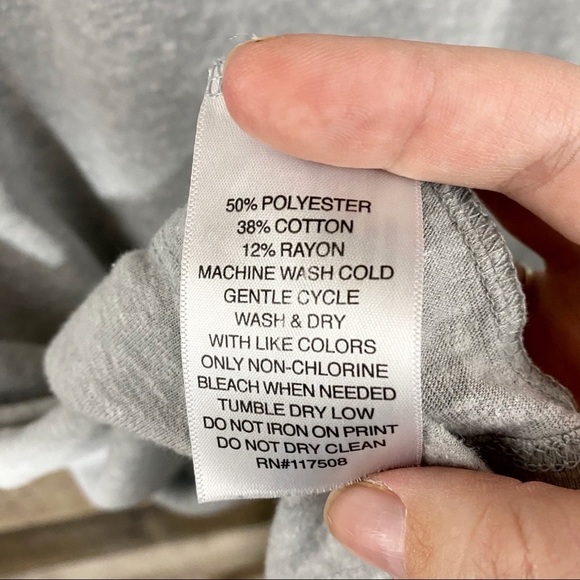 50% POLYESTER
38% COTTON
12% RAYON
MACHINE WASH COLD
GENTLE CYCLE
WASH & DRY
WITH LIKE COLORS
ONLY NON-CHLORINE
BLEACH WHEN NEEDED
TUMBLE DRY LOW
DO NOT IRON ON PRINT
DO NOT DRY CLEAN
RN#117508